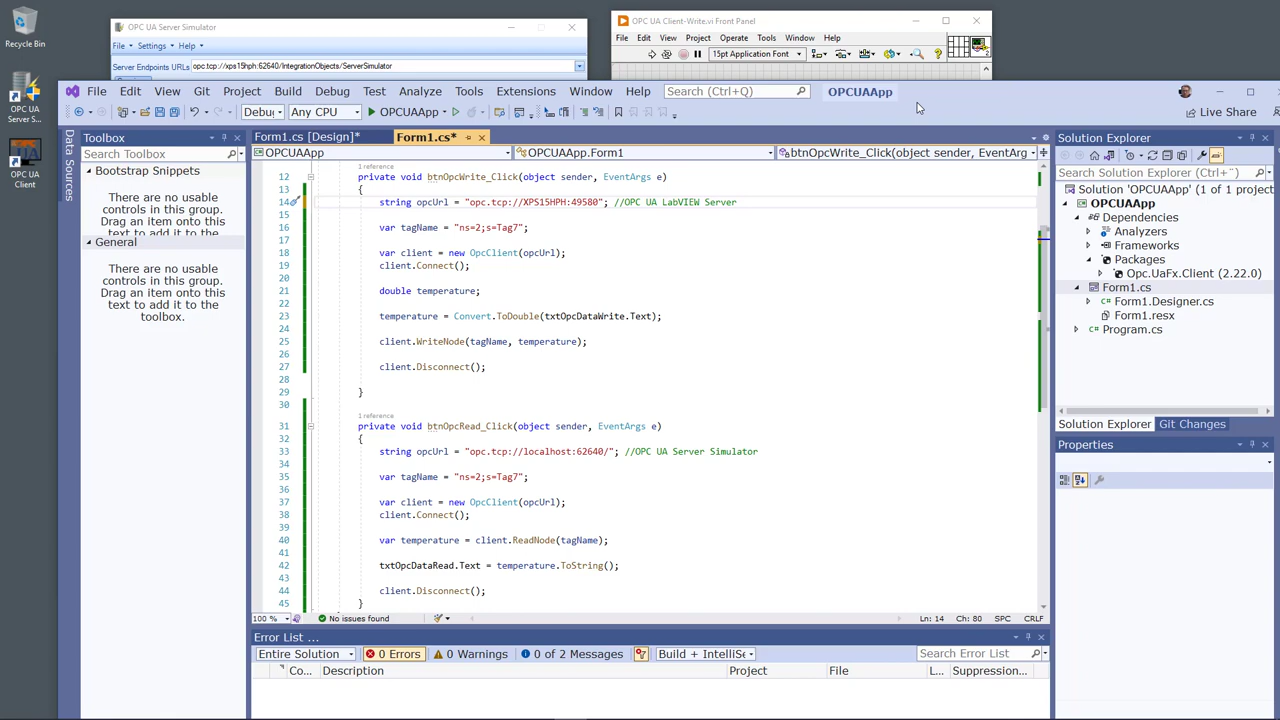 Recycle Bin
OPC UA
Server S...
OPC UA
Client
OPC UA Server Simulator
File Settings Help
Server Endpoints URLs opc.tcp://xps15hph:62640/IntegrationObjects/ServerSimulator
OPC UA Client-Write.vi Front Panel
File Edit View Project Operate Tools Window Help
15pt Application Font
File Edit View Git Project Build Debug Test Analyze Tools Extensions Window Help Search (Ctrl+Q) OPCUAApp
Debug Any CPU OPCUAApp Live Share
Data Sources
Toolbox
Search Toolbox
Bootstrap Snippets
There are no usable
controls in this group.
Drag an item onto this
text to add it to the
toolbox.
General
There are no usable
controls in this group.
Drag an item onto this
text to add it to the
toolbox.
Form1.cs [Design]* Form1.cs*
OPCUAApp OPCUAApp.Form1 btnOpcWrite_Click(object sender, EventArg
1 reference
12 private void btnOpcWrite_Click(object sender, EventArgs e)
13 {
14 string opcUrl = "opc.tcp://XPS15HPH:49580"; //OPC UA LabVIEW Server
15
16 var tagName = "ns=2;s=Tag7";
17
18 var client = new OpcClient(opcUrl);
19 client.Connect();
20
21 double temperature;
22
23 temperature = Convert.ToDouble(txtOpcDataWrite.Text);
24
25 client.WriteNode(tagName, temperature);
26
27 client.Disconnect();
28
29 }
30
1 reference
31 private void btnOpcRead_Click(object sender, EventArgs e)
32 {
33 string opcUrl = "opc.tcp://localhost:62640/"; //OPC UA Server Simulator
34
35 var tagName = "ns=2;s=Tag7";
36
37 var client = new OpcClient(opcUrl);
38 client.Connect();
39
40 var temperature = client.ReadNode(tagName);
41
42 txtOpcDataRead.Text = temperature.ToString();
43
44 client.Disconnect();
45 }
100 % No issues found Ln: 14 Ch: 80 SPC CRLF
Error List ...
Entire Solution 0 Errors 0 Warnings 0 of 2 Messages Build + IntelliSe Search Error List
Co... Description Project File L... Suppression...
Solution Explorer
Search Solution Explorer (Ctrl+")
Solution 'OPCUAApp' (1 of 1 project
OPCUAApp
Dependencies
Analyzers
Frameworks
Packages
Opc.UaFx.Client (2.22.0)
Form1.cs
Form1.Designer.cs
Form1.resx
Program.cs
Solution Explorer Git Changes
Properties